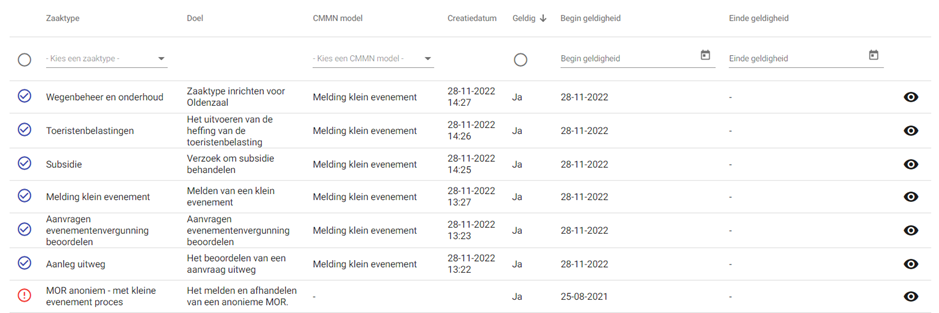 Zaaktype Doel CMMN model Creatiedatum Geldig Begin geldigheid Einde geldigheid
- Kies een zaaktype - - Kies een CMMN model - Begin geldigheid Einde geldigheid
Wegenbeheer en onderhoud
Zaaktype inrichten voor
Oldenzaal
Melding klein evenement
28-11-2022
14:27
Ja
28-11-2022
-
Toeristenbelastingen
Het uitvoeren van de
heffing van de
toeristenbelasting
Melding klein evenement
28-11-2022
14:26
Ja
28-11-2022
-
Subsidie
Verzoek om subsidie
behandelen
Melding klein evenement
28-11-2022
14:25
Ja
28-11-2022
-
Melding klein evenement
Melden van een klein
evenement
Melding klein evenement
28-11-2022
13:27
Ja
28-11-2022
-
Aanvragen
evenementenvergunning
beoordelen
Aanvragen
evenementenvergunning
beoordelen
Melding klein evenement
28-11-2022
13:23
Ja
28-11-2022
-
Aanleg uitweg
Het beoordelen van een
aanvraag uitweg
Melding klein evenement
28-11-2022
13:22
Ja
28-11-2022
-
MOR anoniem - met kleine
evenement proces
Het melden en afhandelen
van een anonieme MOR.
-
Ja
25-08-2021
-